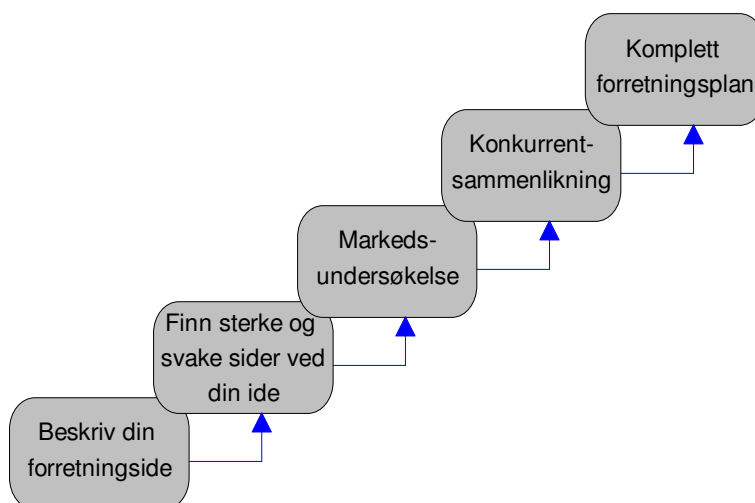 Komplett
forretningsplan
Konkurrent-
sammenlikning
Markeds-
undersøkelse
Finn sterke og
svake sider ved
din ide
Beskriv din
forretningside